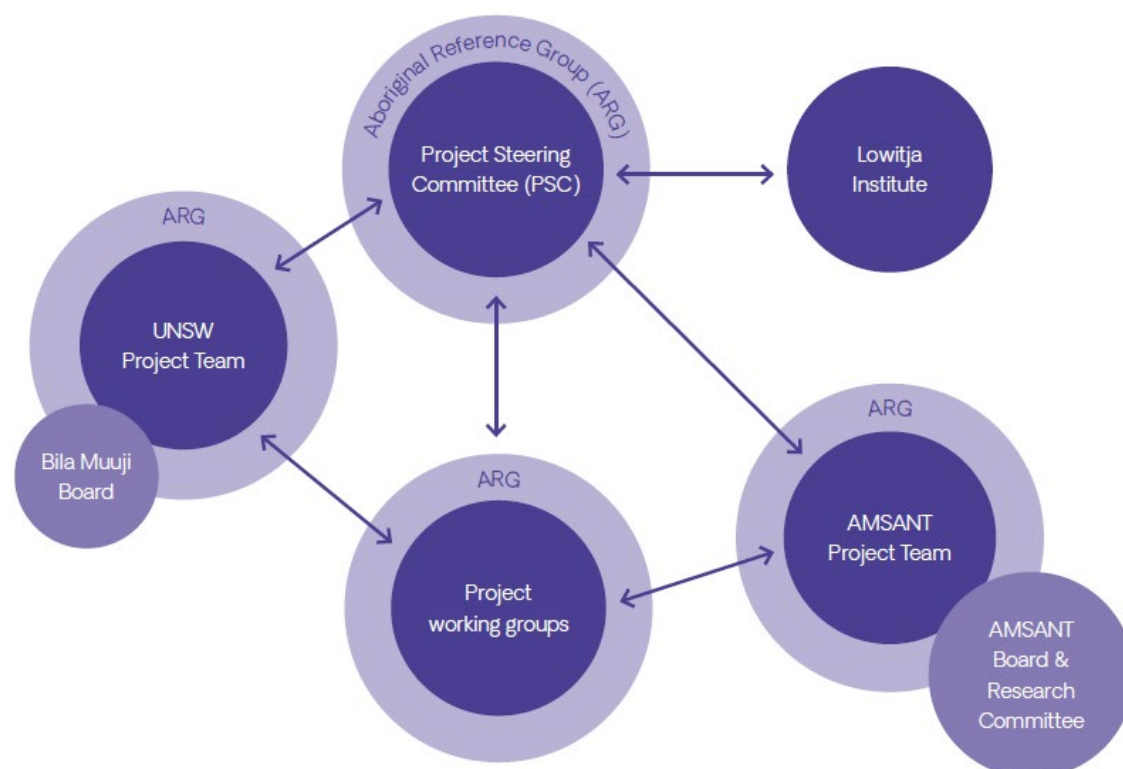 Aboriginal Reference Group (ARG)
Project Steering
Committee (PSC)
Lowitja
Institute
ARG
UNSW
Project Team
Bila Muuji
Board
ARG
Project
working groups
ARG
AMSANT
Project Team
AMSANT
Board &
Research
Committee